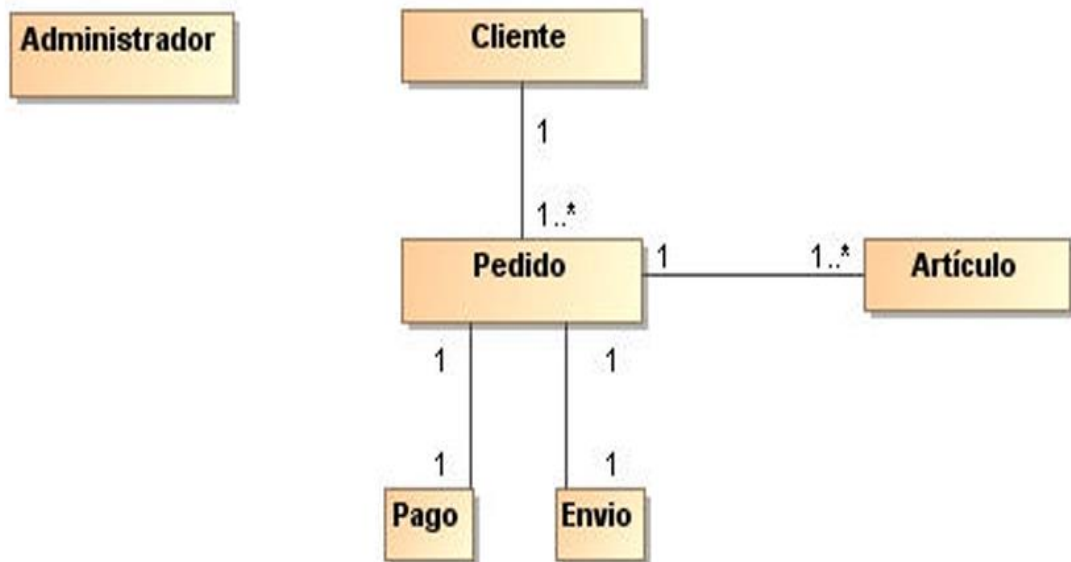 Administrador
Cliente
1
1..*
Pedido
1
1..*
Artículo
1
1
1
1
Pago
Envio